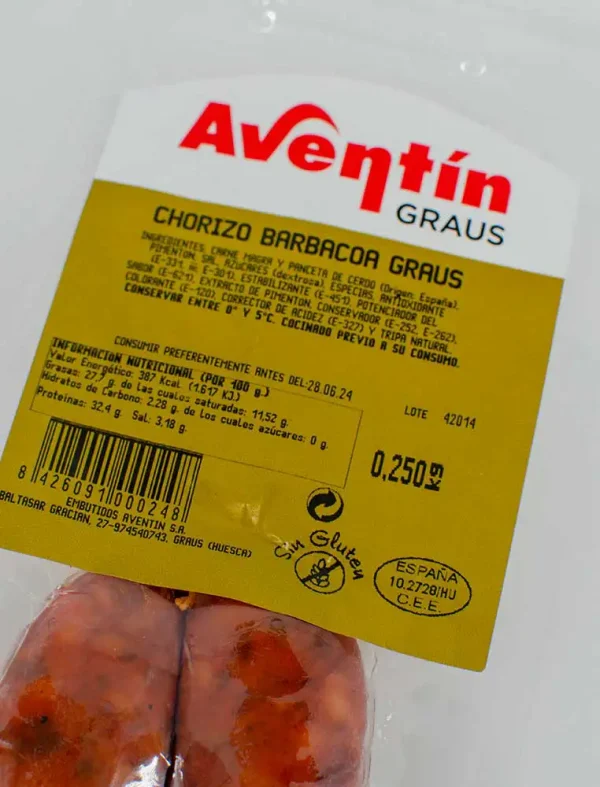 Aventín
GRAUS
CHORIZO BARBACOA GRAUS
INGREDIENTES: CARNE MAGRA Y PANCETA DE CERDO (Origen: España),
PIMENTON, SAL, AZUCARES (dextrosa), ESPECIAS, ANTIOXIDANTE
(E-331 E-301), ESTABILIZANTE (E-451), POTENCIADOR DEL
SABOR (E-621), EXTRACTO DE PIMENTON, CONSERVADOR (E-252, E-262),
COLORANTE (E-120), CORRECTOR DE ACIDEZ (E-327) Y TRIPA NATURAL.
CONSERVAR ENTRE 0° Y 5°C. COCINADO PREVIO A SU CONSUMO.
CONSUMIR PREFERENTEMENTE ANTES DEL:28.06.24
LOTE 42014
INFORMACION NUTRICIONAL (POR 100 g.)
Valor Energético: 387 Kcal. (1.617 KJ.)
Grasas: 27,7 g. de las cuales saturadas: 11,52 g.
Hidratos de Carbono: 2,28 g. de los cuales azúcares: 0 g.
Proteinas: 32,4 g. Sal: 3,18 g.
0,250 Kg
8 426091 000248
EMBUTIDOS AVENTIN S.A.
BALTASAR GRACIAN, 27-974540743. GRAUS (HUESCA)
Sin Gluten
ESPAÑA
10.2728/HU
C.E.E.